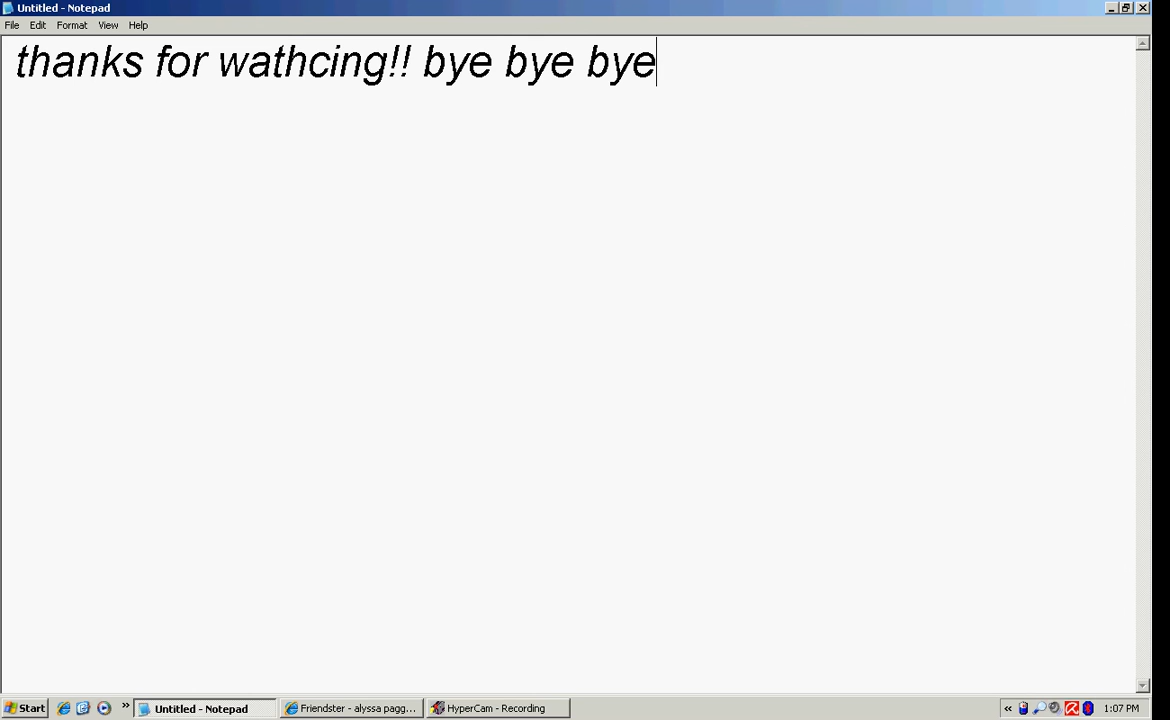 Untitled - Notepad
File Edit Format View Help
thanks for wathcing!! bye bye bye
Start » Untitled - Notepad Friendster - alyssa pagg... HyperCam - Recording « 1:07 PM